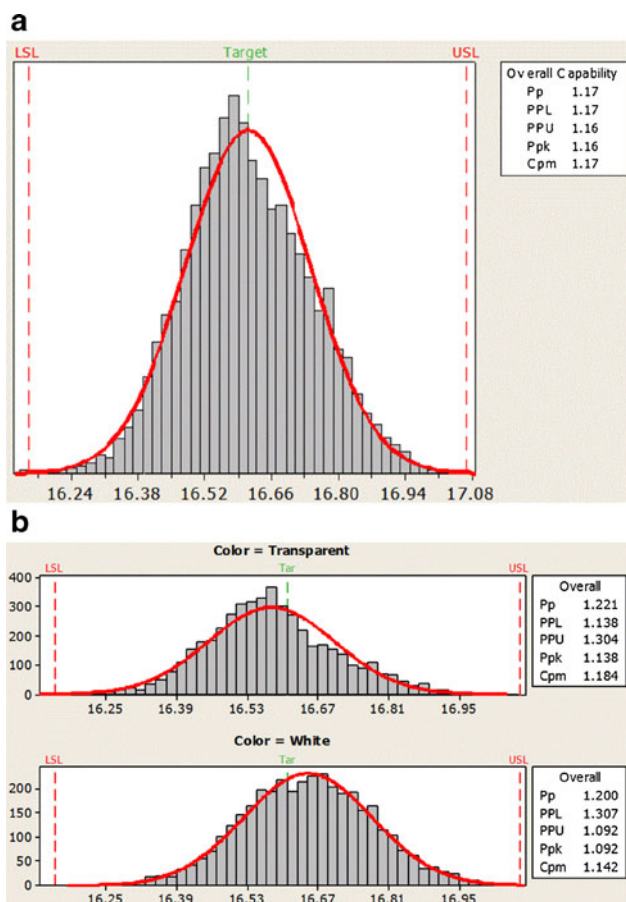 a
LSL Target USL
Overall Capability
Pp 1.17
PPL 1.17
PPU 1.16
Ppk 1.16
Cpm 1.17
16.24 16.38 16.52 16.66 16.80 16.94 17.08
b
Color = Transparent
LSL Tar USL
400
300
200
100
0
16.25 16.39 16.53 16.67 16.81 16.95
Overall
Pp 1.221
PPL 1.138
PPU 1.304
Ppk 1.138
Cpm 1.184
Color = White
LSL Tar USL
200
150
100
50
0
16.25 16.39 16.53 16.67 16.81 16.95
Overall
Pp 1.200
PPL 1.307
PPU 1.092
Ppk 1.092
Cpm 1.142